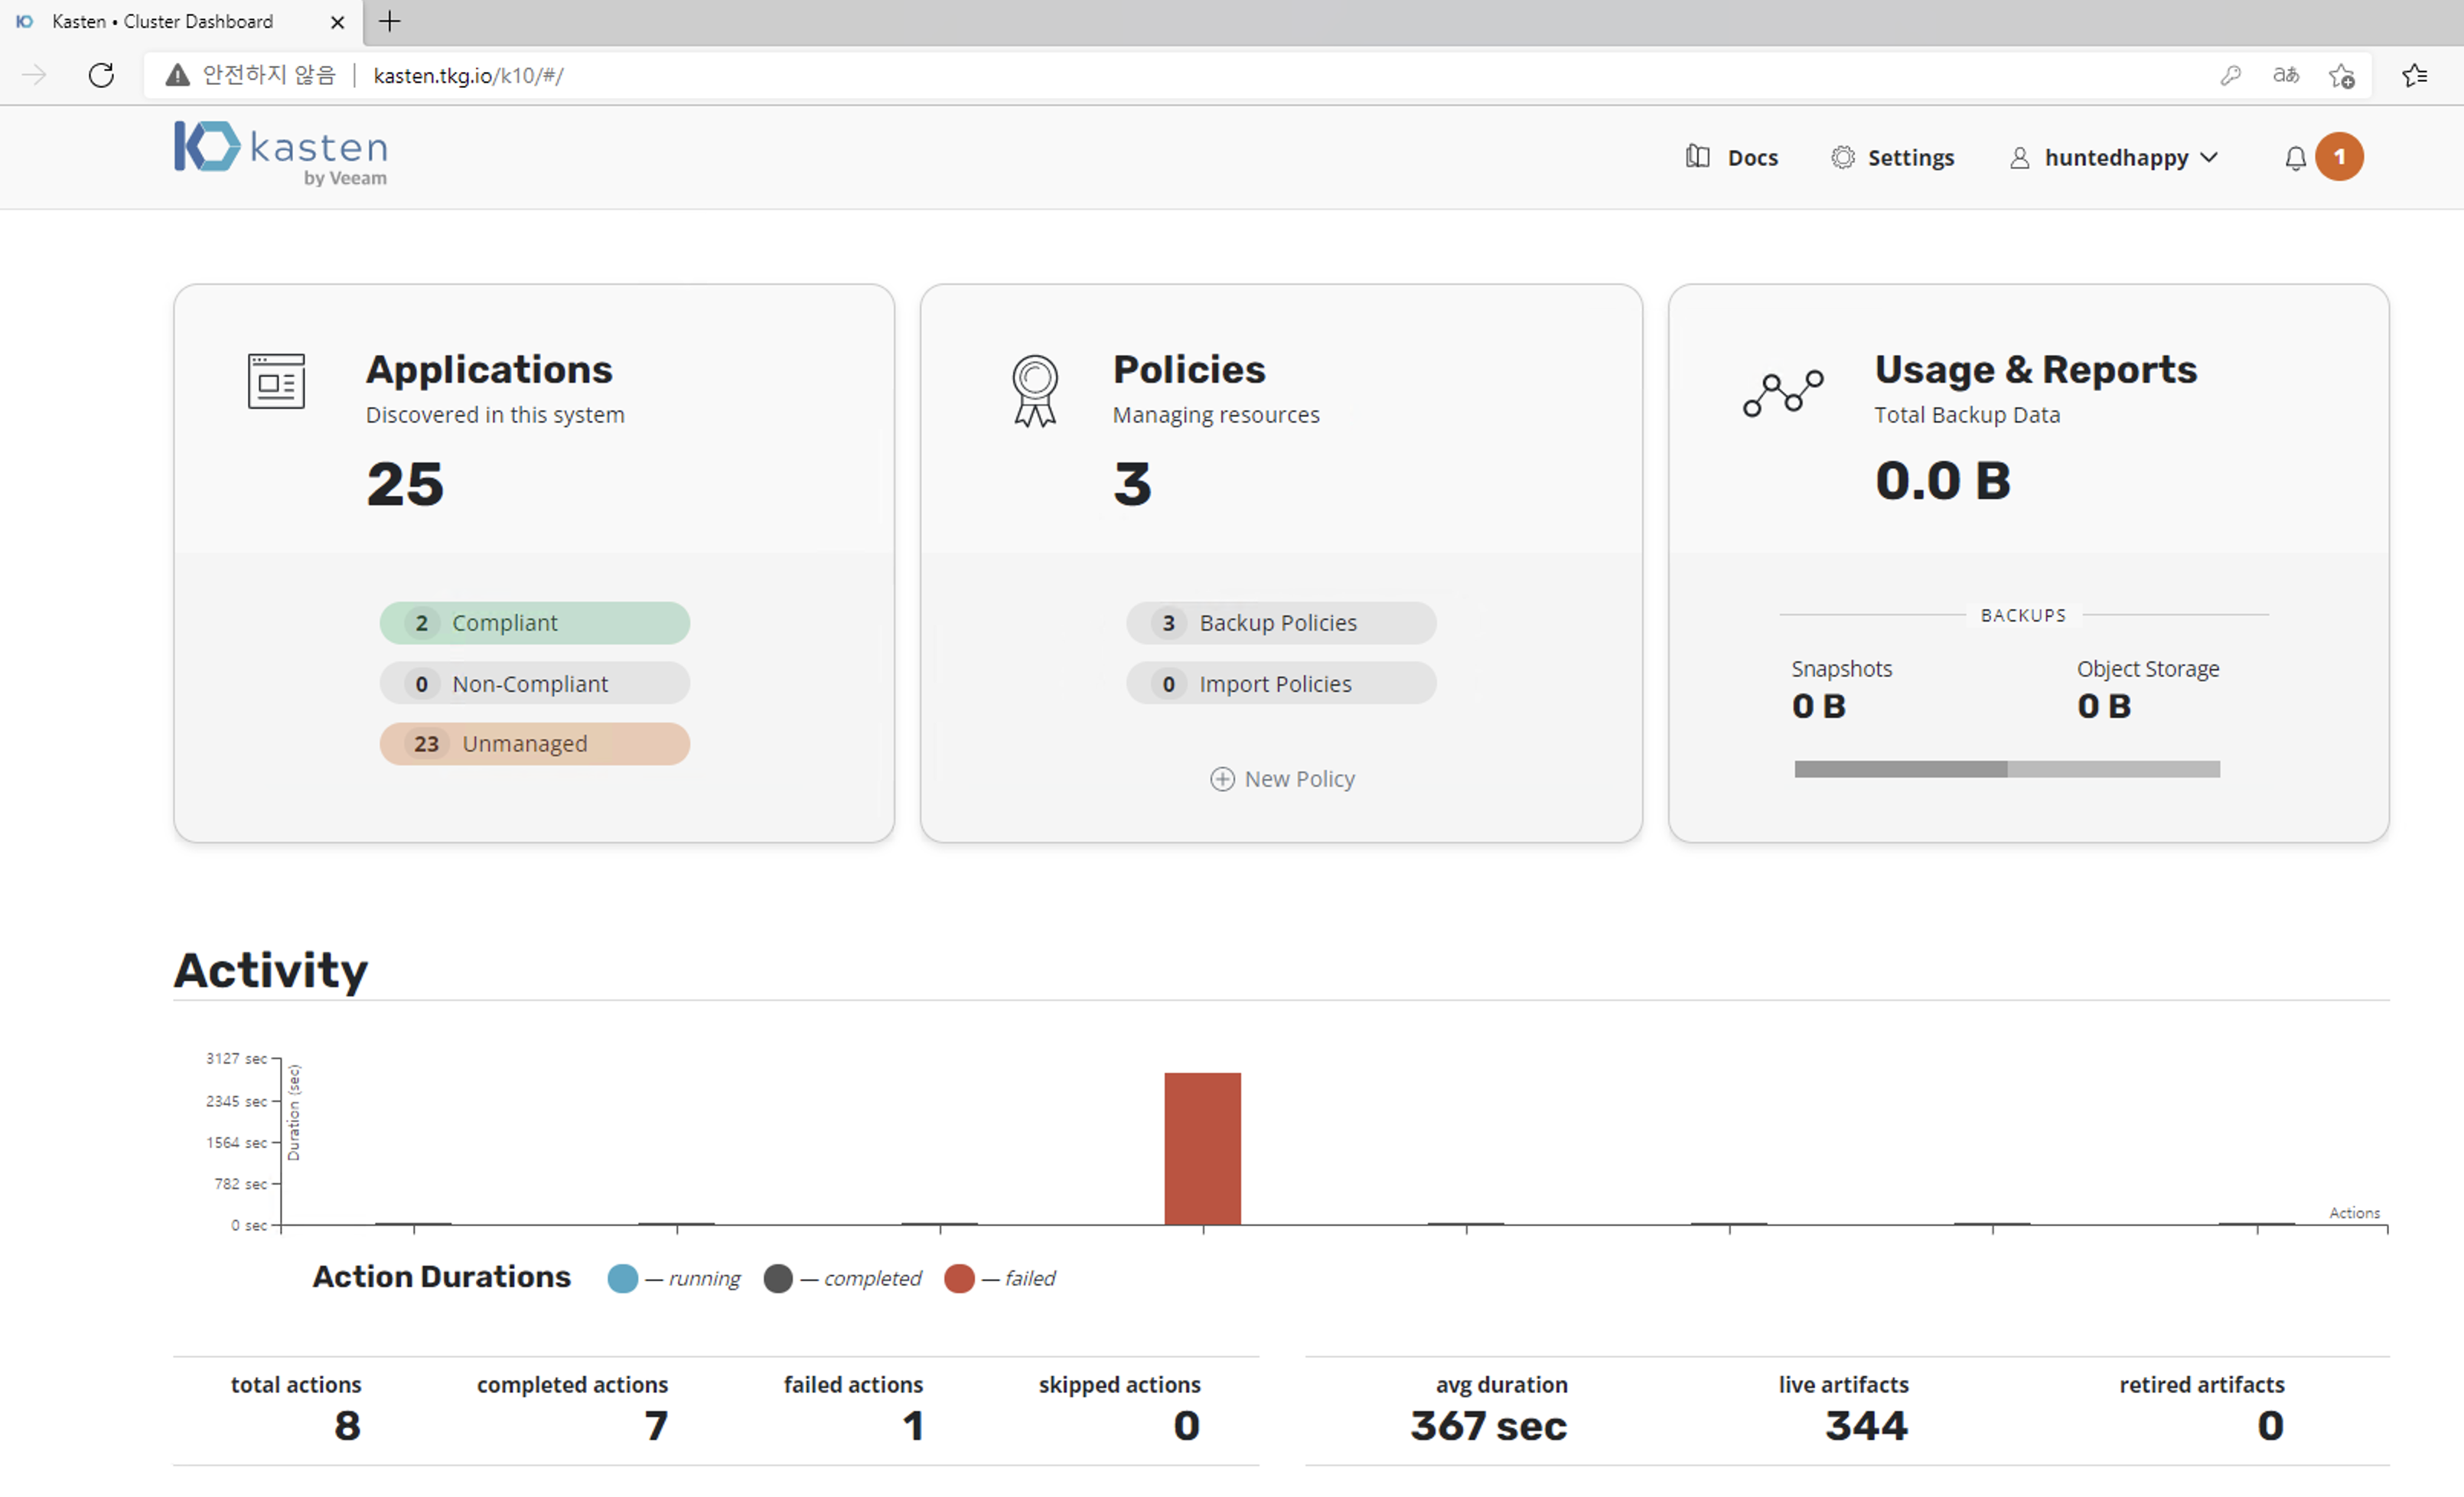 Kasten • Cluster Dashboard
안전하지 않음 | kasten.tkg.io/k10/#/
aあ
kasten
by Veeam
Docs
Settings
huntedhappy
1
Applications
Discovered in this system
25
2 Compliant
0 Non-Compliant
23 Unmanaged
Policies
Managing resources
3
3 Backup Policies
0 Import Policies
New Policy
Usage & Reports
Total Backup Data
0.0 B
BACKUPS
Snapshots
0 B
Object Storage
0 B
Activity
3127 sec
2345 sec
1564 sec
782 sec
0 sec
Duration (sec)
Actions
Action Durations — running — completed — failed
total actions
8
completed actions
7
failed actions
1
skipped actions
0
avg duration
367 sec
live artifacts
344
retired artifacts
0